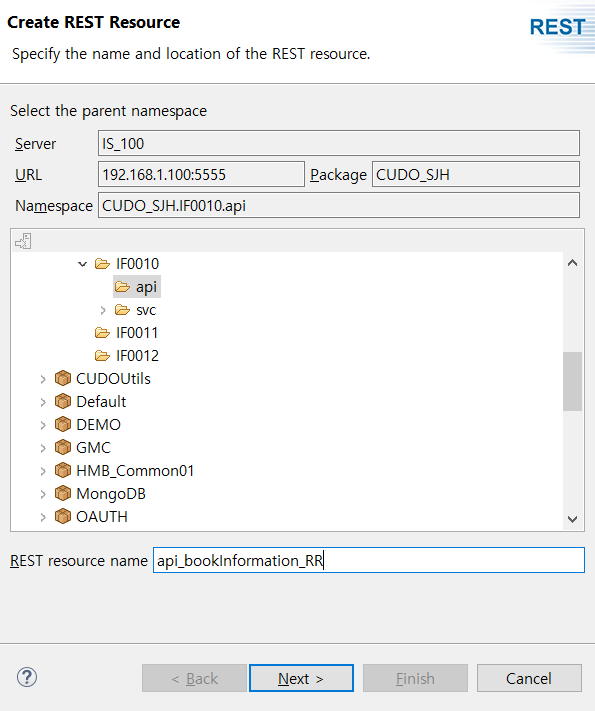 Create REST Resource
REST
Specify the name and location of the REST resource.
Select the parent namespace
Server IS_100
URL 192.168.1.100:5555 Package CUDO_SJH
Namespace CUDO_SJH.IF0010.api
IF0010
api
svc
IF0011
IF0012
CUDOUtils
Default
DEMO
GMC
HMB_Common01
MongoDB
OAUTH
REST resource name api_bookInformation_RR
? < Back Next > Finish Cancel